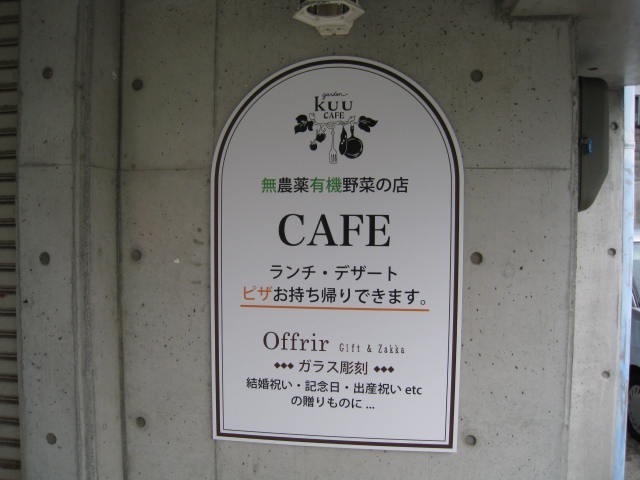 garden
kuu
CAFE
無農薬有機野菜の店
CAFE
ランチ・デザート
ピザお持ち帰りできます。
Offrir Gift & Zakka
ガラス彫刻
結婚祝い・記念日・出産祝い etc
の贈りものに ...